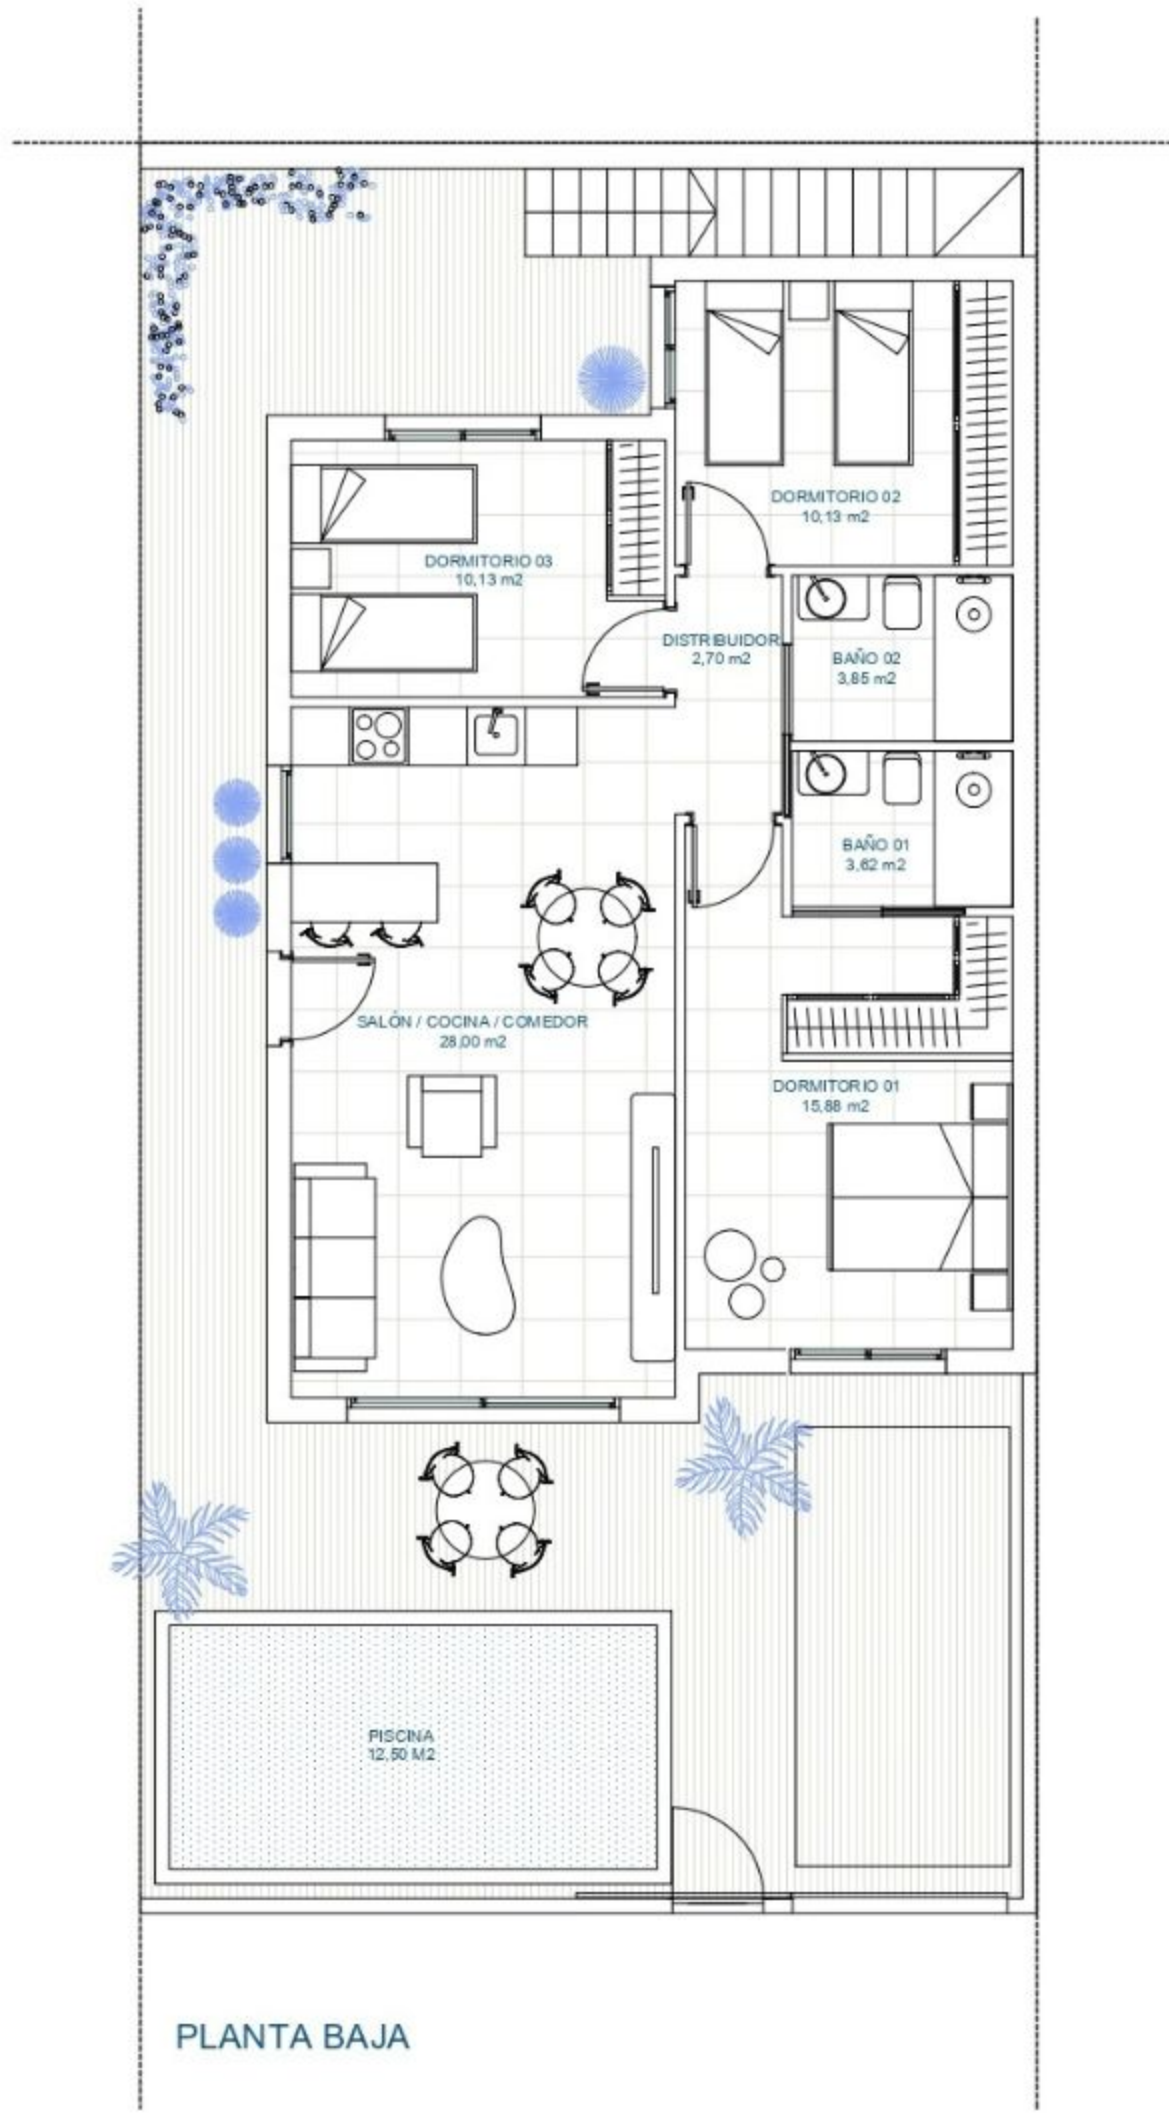 DORMITORIO 02
10,13 m2
DORMITORIO 03
10,13 m2
DISTRIBUIDOR
2,70 m2
BAÑO 02
3,85 m2
BAÑO 01
3,62 m2
SALÓN / COCINA / COMEDOR
28,00 m2
DORMITORIO 01
15,88 m2
PISCINA
12,50 M2
PLANTA BAJA